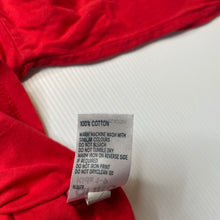 100% COTTON
WARM MACHINE WASH WITH
SIMILAR COLOURS
DO NOT BLEACH
DO NOT TUMBLE DRY
WARM IRON ON REVERSE
SIDE IF REQUIRED
DO NOT IRON PRINT
DO NOT DRYCLEAN